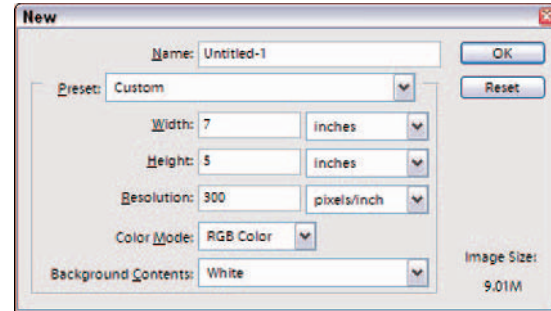 New
Name: Untitled-1
OK
Preset: Custom
Reset
Width: 7 inches
Height: 5 inches
Resolution: 300 pixels/inch
Color Mode: RGB Color
Image Size:
Background Contents: White
9.01M